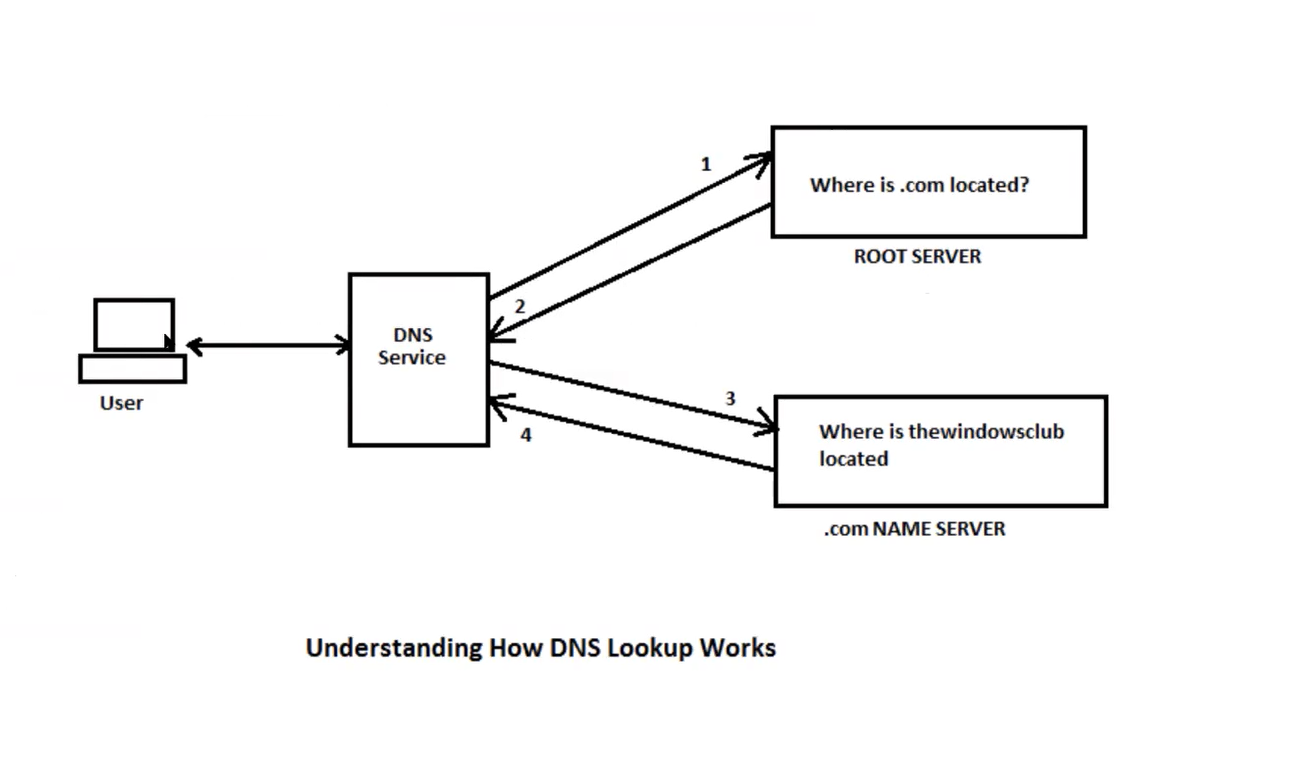 1
Where is .com located?
ROOT SERVER
2
DNS
Service
User
3
4
Where is thewindowsclub
located
.com NAME SERVER
Understanding How DNS Lookup Works